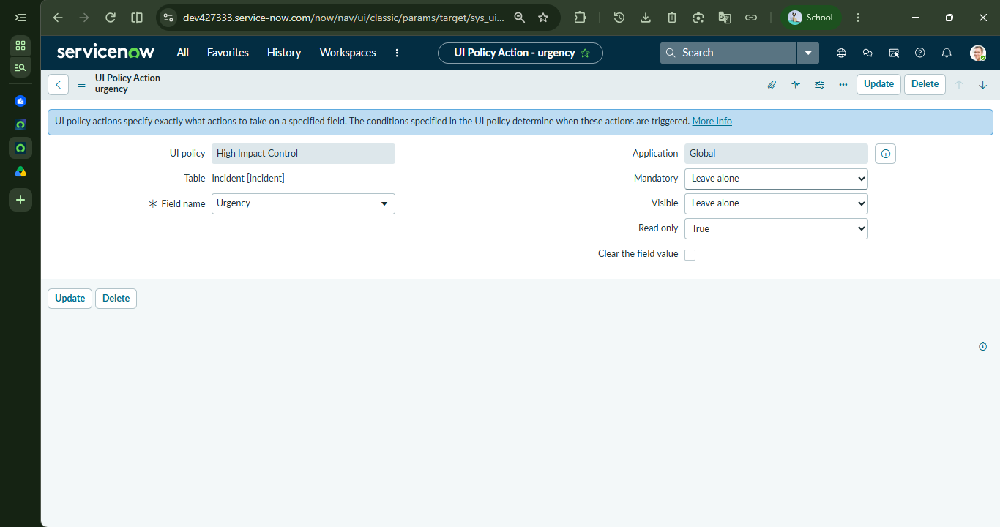 dev427333.service-now.com/now/nav/ui/classic/params/target/sys_ui...
School
servicenow
All
Favorites
History
Workspaces
UI Policy Action - urgency
Search
UI Policy Action
urgency
Update
Delete
UI policy actions specify exactly what actions to take on a specified field. The conditions specified in the UI policy determine when these actions are triggered. More Info
UI policy
High Impact Control
Application
Global
Table
Incident [incident]
Mandatory
Leave alone
Field name
Urgency
Visible
Leave alone
Read only
True
Clear the field value
Update
Delete